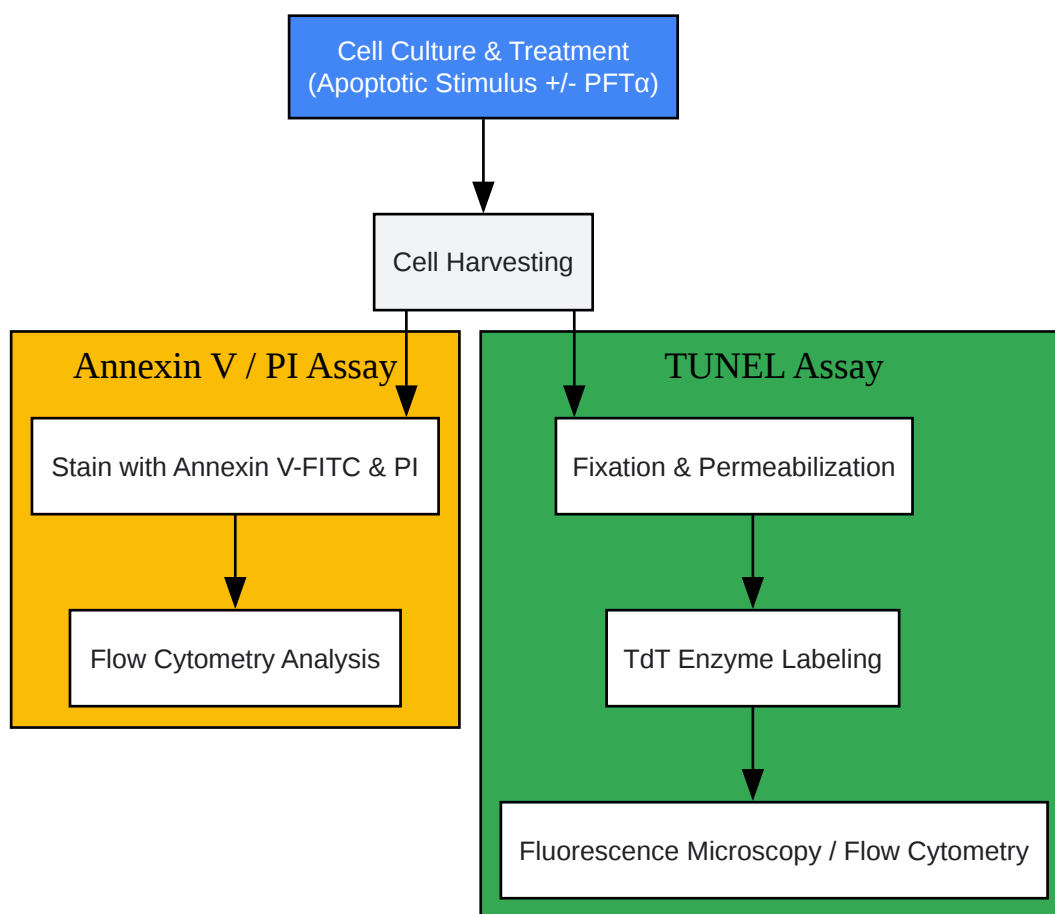 Cell Culture & Treatment
(Apoptotic Stimulus +/- PFTα)
Cell Harvesting
Annexin V / PI Assay
Stain with Annexin V-FITC & PI
Flow Cytometry Analysis
TUNEL Assay
Fixation & Permeabilization
TdT Enzyme Labeling
Fluorescence Microscopy / Flow Cytometry